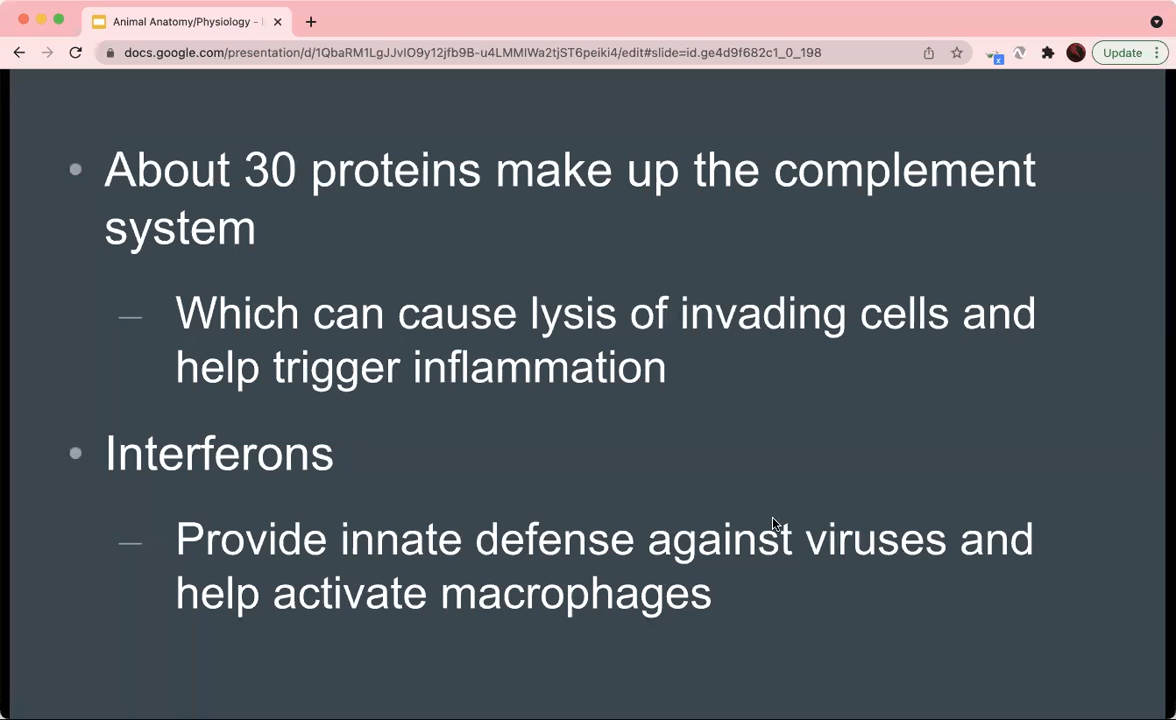 Animal Anatomy/Physiology -
docs.google.com/presentation/d/1QbaRM1LgJJvIO9y12jfb9B-u4LMMIWa2tjST6peiki4/edit#slide=id.ge4d9f682c1_0_198
Update
• About 30 proteins make up the complement
system
— Which can cause lysis of invading cells and
help trigger inflammation
• Interferons
— Provide innate defense against viruses and
help activate macrophages